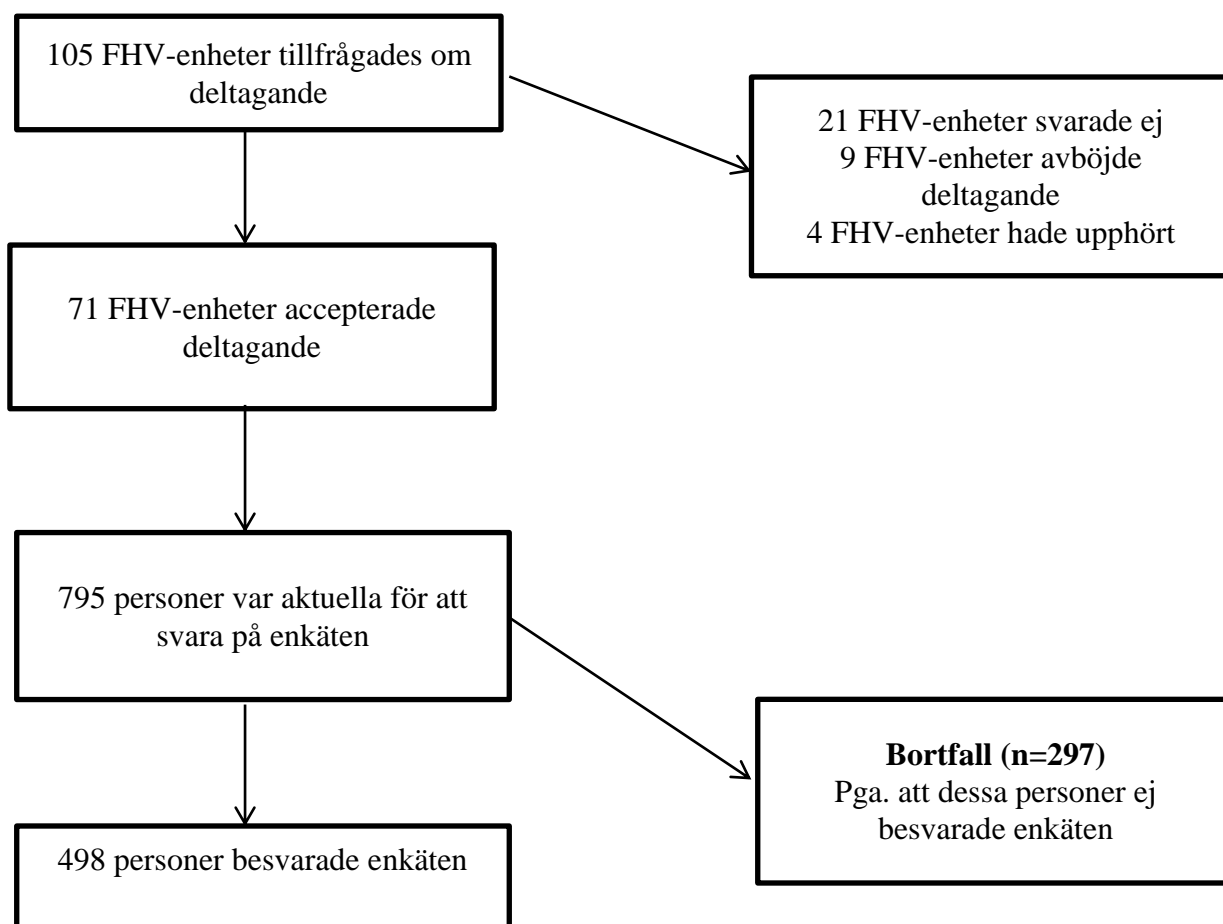 105 FHV-enheter tillfrågades om
deltagande
21 FHV-enheter svarade ej
9 FHV-enheter avböjde
deltagande
4 FHV-enheter hade upphört
71 FHV-enheter accepterade
deltagande
795 personer var aktuella för att
svara på enkäten
Bortfall (n=297)
Pga. att dessa personer ej
besvarade enkäten
498 personer besvarade enkäten